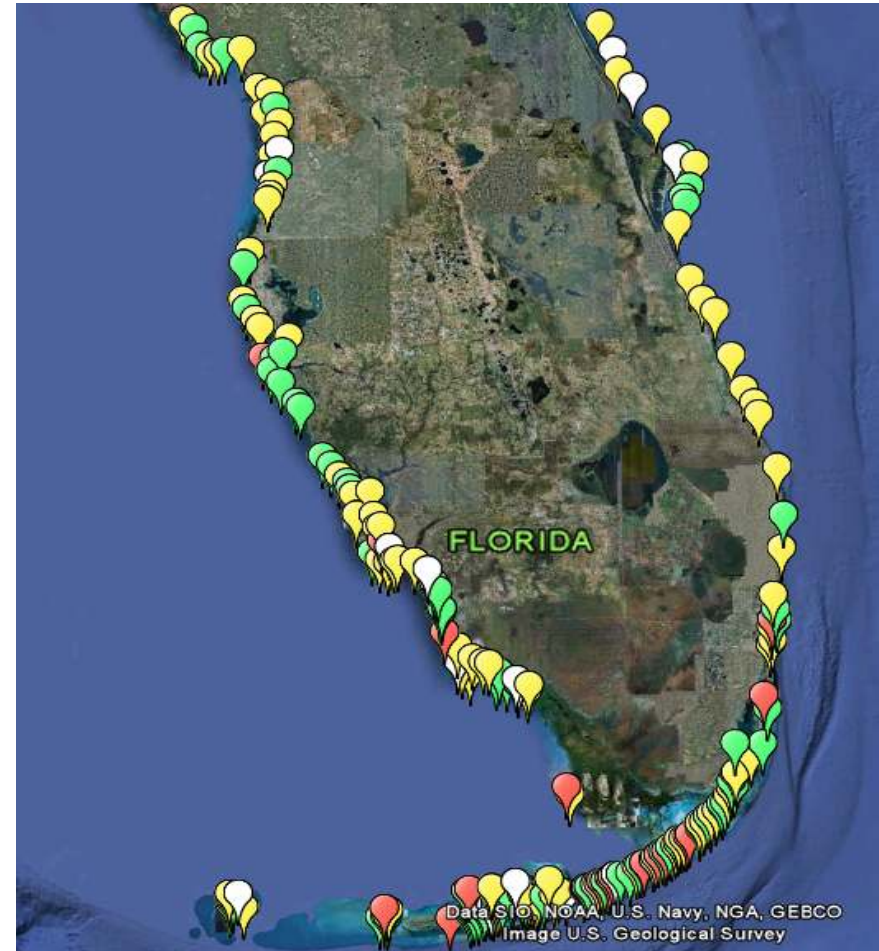 FLORIDA
Data SIO, NOAA, U.S. Navy, NGA, GEBCO
Image U.S. Geological Survey